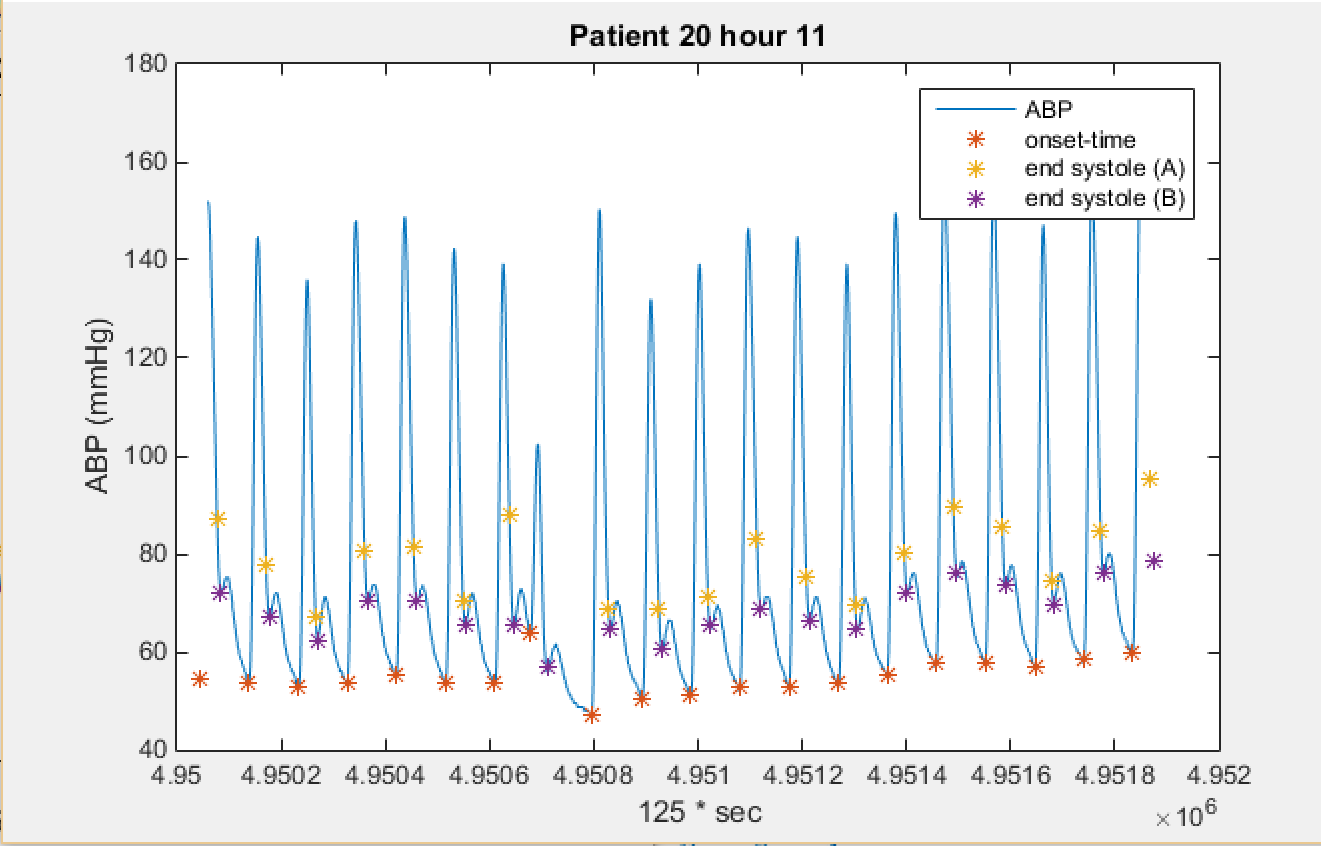 Patient 20 hour 11
180
160
140
120
100
80
60
40
ABP (mmHg)
ABP
onset-time
end systole (A)
end systole (B)
4.95 4.9502 4.9504 4.9506 4.9508 4.951 4.9512 4.9514 4.9516 4.9518 4.952
125 * sec
×10⁶